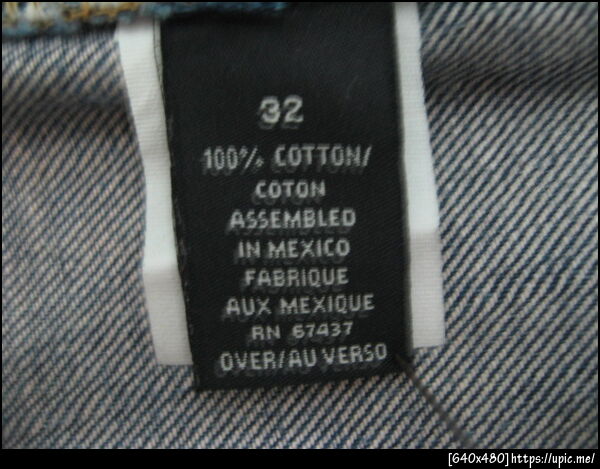 32
100% COTTON/
COTON
ASSEMBLED
IN MEXICO
FABRIQUE
AUX MEXIQUE
RN 67437
OVER/AU VERSO
[640x480]https://upic.me/